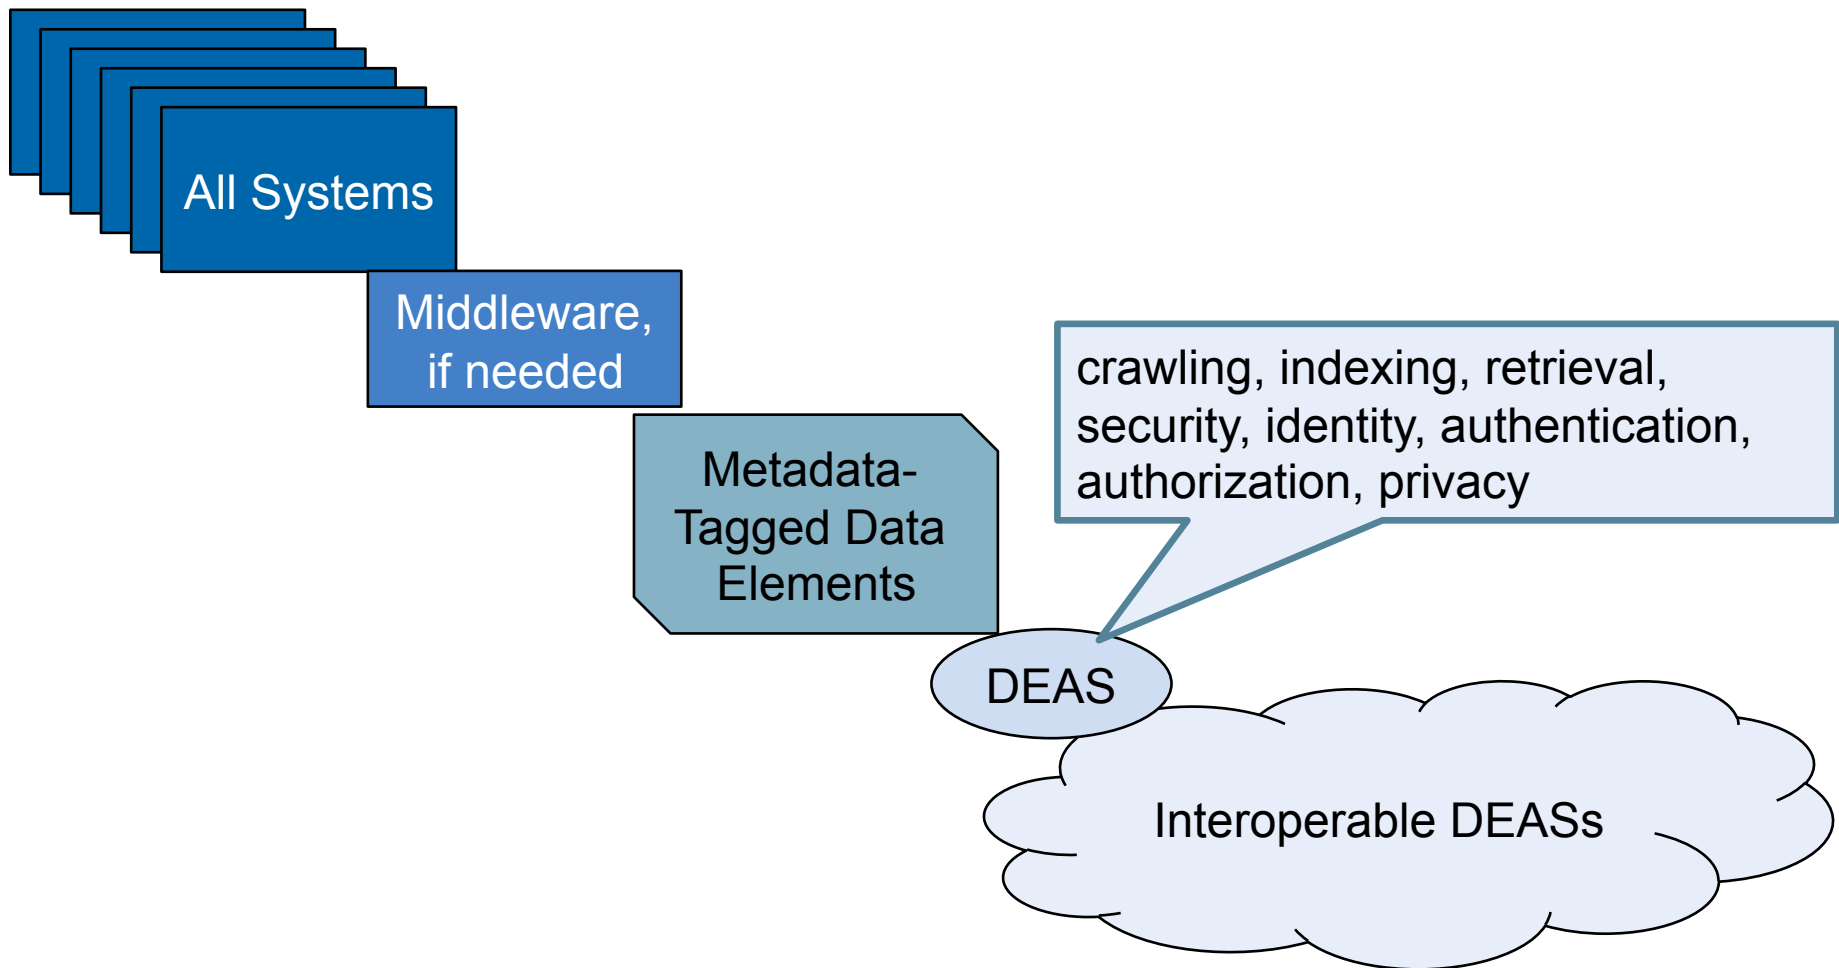 All Systems
Middleware,
if needed
crawling, indexing, retrieval,
security, identity, authentication,
authorization, privacy
Metadata-
Tagged Data
Elements
DEAS
Interoperable DEASs